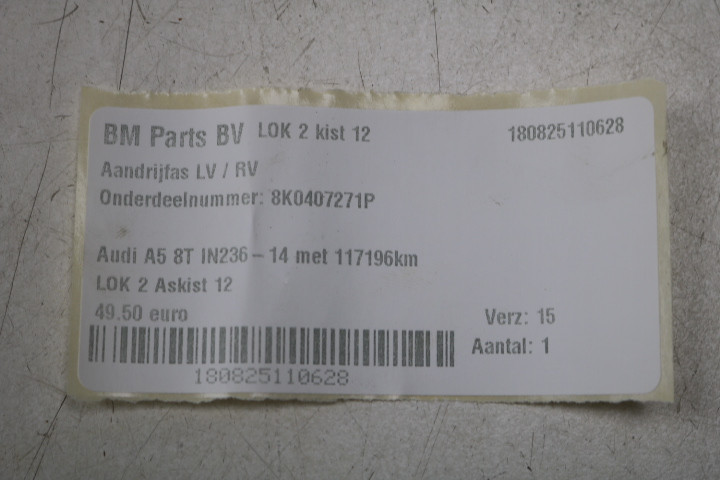 BM Parts BV LOK 2 kist 12 180825110628
Aandrijfas LV / RV
Onderdeelnummer: 8K0407271P
Audi A5 8T IN236 - 14 met 117196km
LOK 2 Askist 12
49.50 euro Verz: 15
Aantal: 1
180825110628